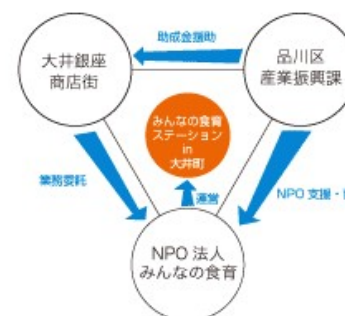 助成金援助
大井銀座
商店街
品川区
産業振興課
みんなの食育
ステーション
in
大井町
業務委託
運営
NPO 支援・
NPO 法人
みんなの食育